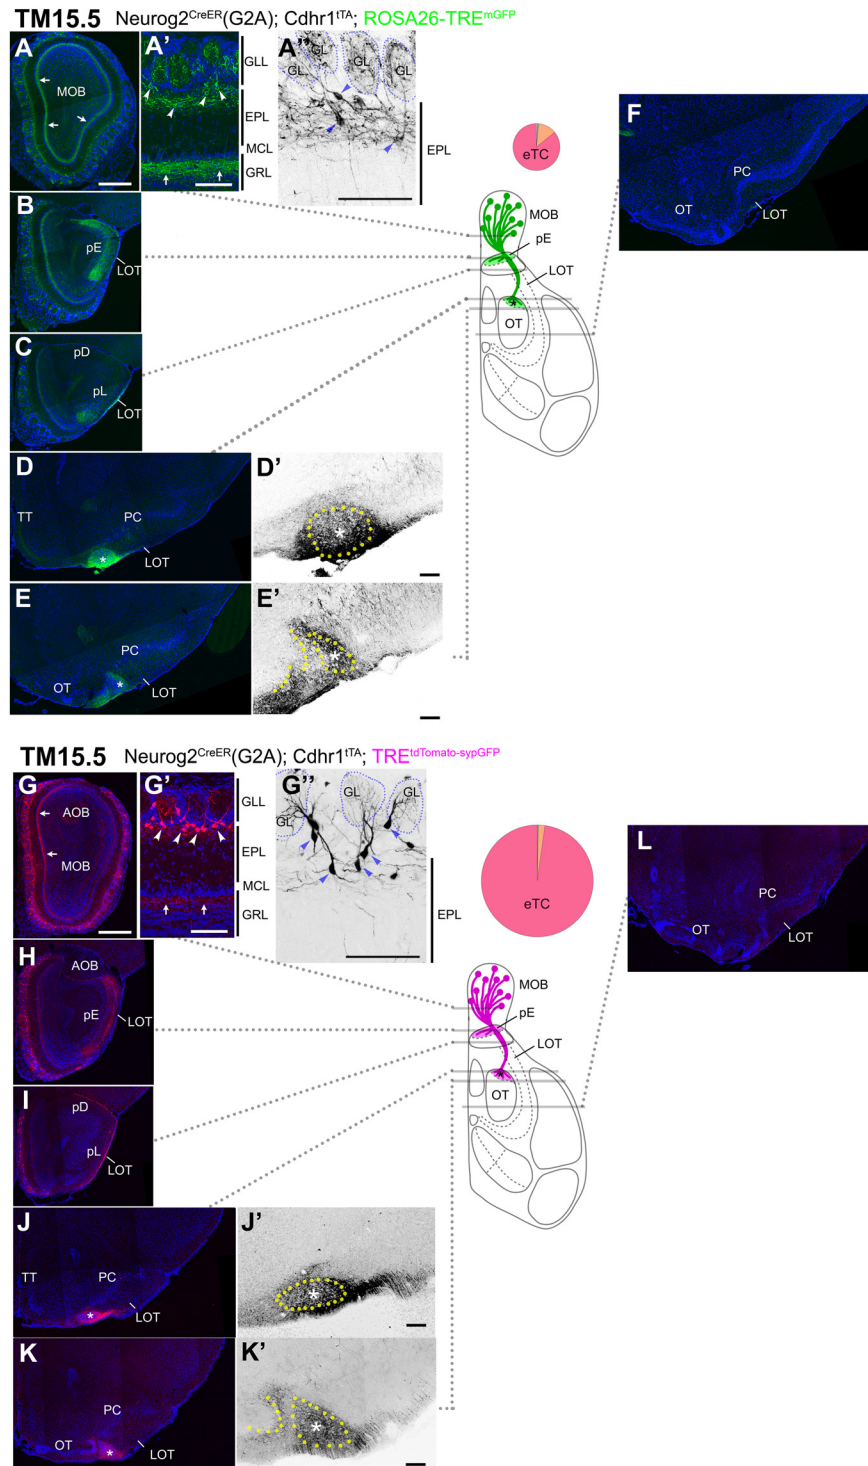 TM15.5 Neurog2CreER(G2A); Cdhr1tTA; ROSA26-TREmGFP
A
MOB
A'
GLL
EPL
MCL
GRL
A''
GL
GL
GL
EPL
eTC
MOB
pE
LOT
OT
*
F
PC
OT
LOT
B
pE
LOT
C
pD
pL
LOT
D
TT
PC
LOT
*
D'
*
E
PC
OT
LOT
*
E'
*
TM15.5 Neurog2CreER(G2A); Cdhr1tTA; TREtdTomato-sypGFP
G
AOB
MOB
G'
GLL
EPL
MCL
GRL
G''
GL
GL
EPL
eTC
MOB
pE
LOT
OT
*
L
PC
OT
LOT
H
AOB
pE
LOT
I
pD
pL
LOT
J
TT
PC
LOT
*
J'
*
K
PC
OT
LOT
*
K'
*